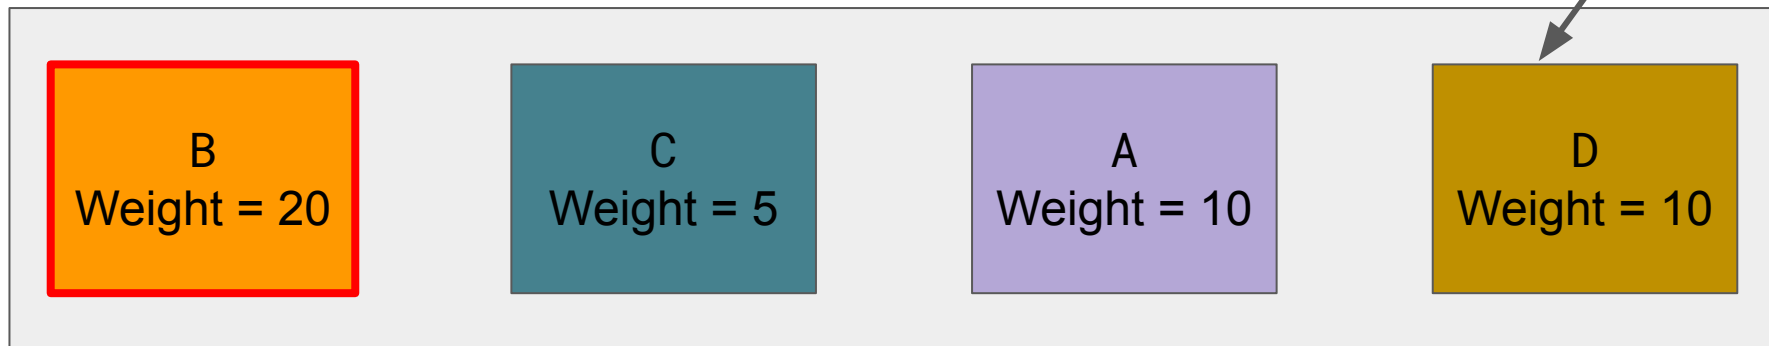 B
Weight = 20
C
Weight = 5
A
Weight = 10
D
Weight = 10